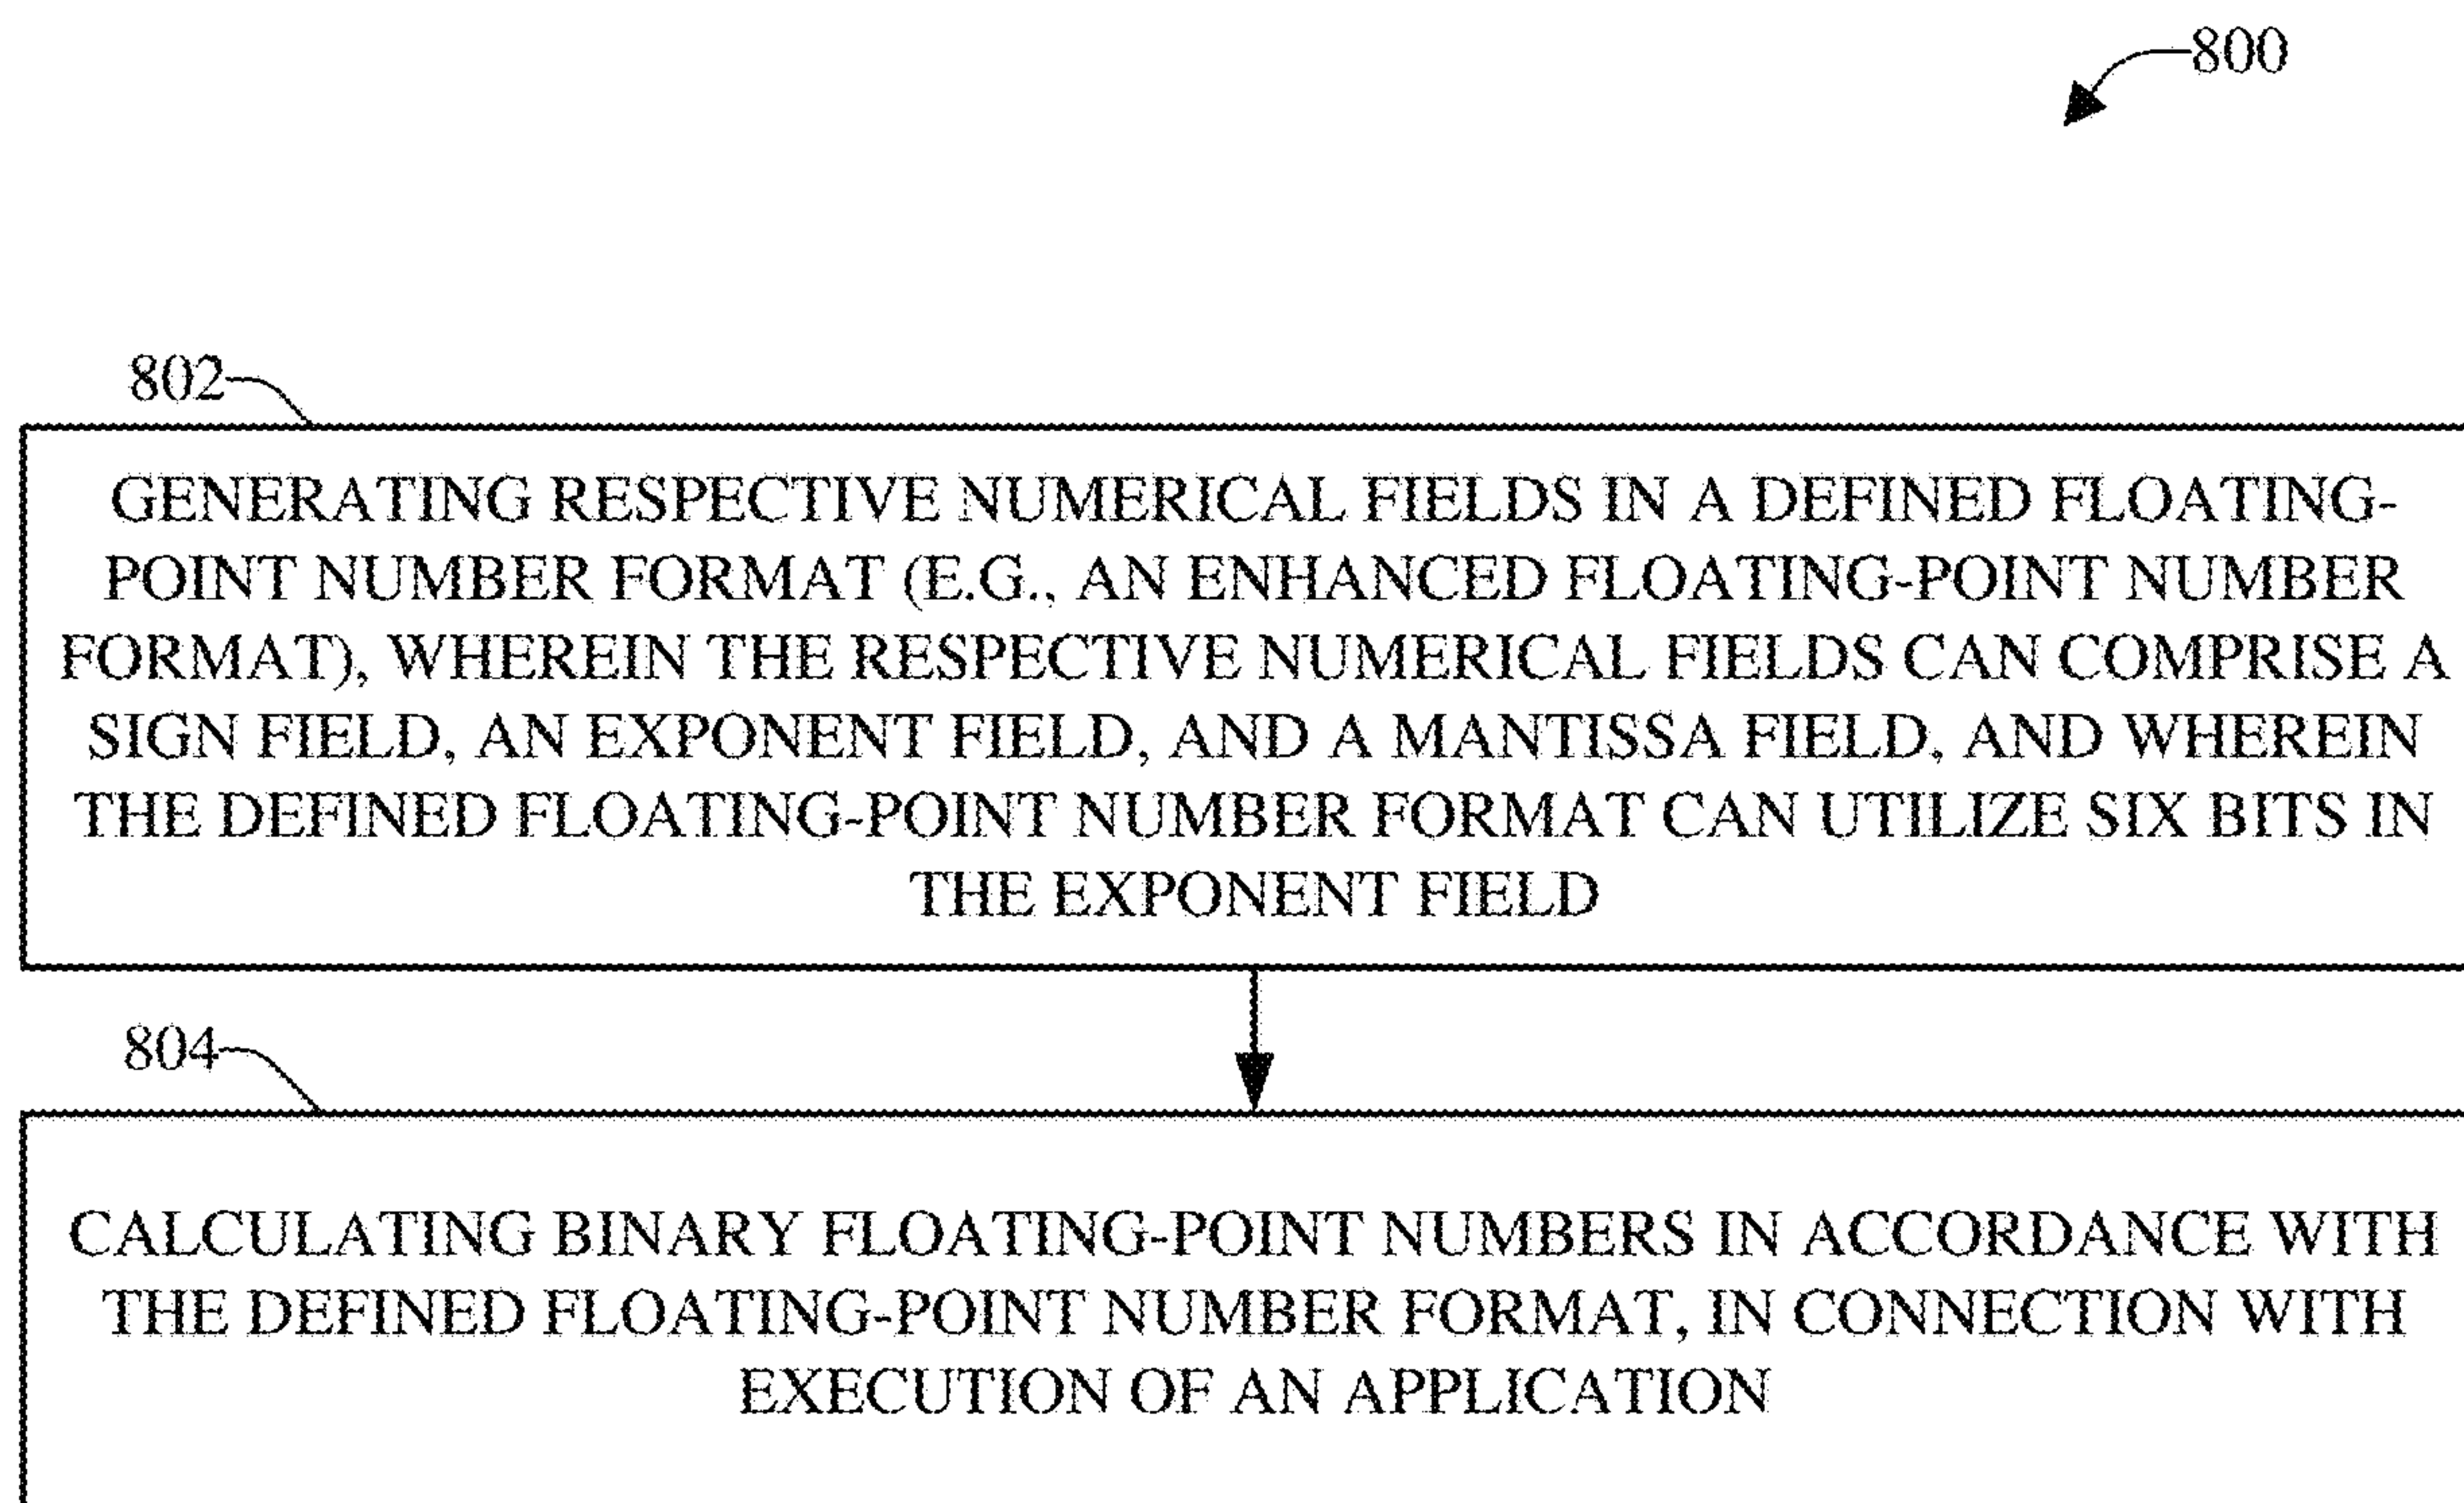 800
802
GENERATING RESPECTIVE NUMERICAL FIELDS IN A DEFINED FLOATING-
POINT NUMBER FORMAT (E.G., AN ENHANCED FLOATING-POINT NUMBER
FORMAT), WHEREIN THE RESPECTIVE NUMERICAL FIELDS CAN COMPRISE A
SIGN FIELD, AN EXPONENT FIELD, AND A MANTISSA FIELD, AND WHEREIN
THE DEFINED FLOATING-POINT NUMBER FORMAT CAN UTILIZE SIX BITS IN
THE EXPONENT FIELD
804
CALCULATING BINARY FLOATING-POINT NUMBERS IN ACCORDANCE WITH
THE DEFINED FLOATING-POINT NUMBER FORMAT, IN CONNECTION WITH
EXECUTION OF AN APPLICATION